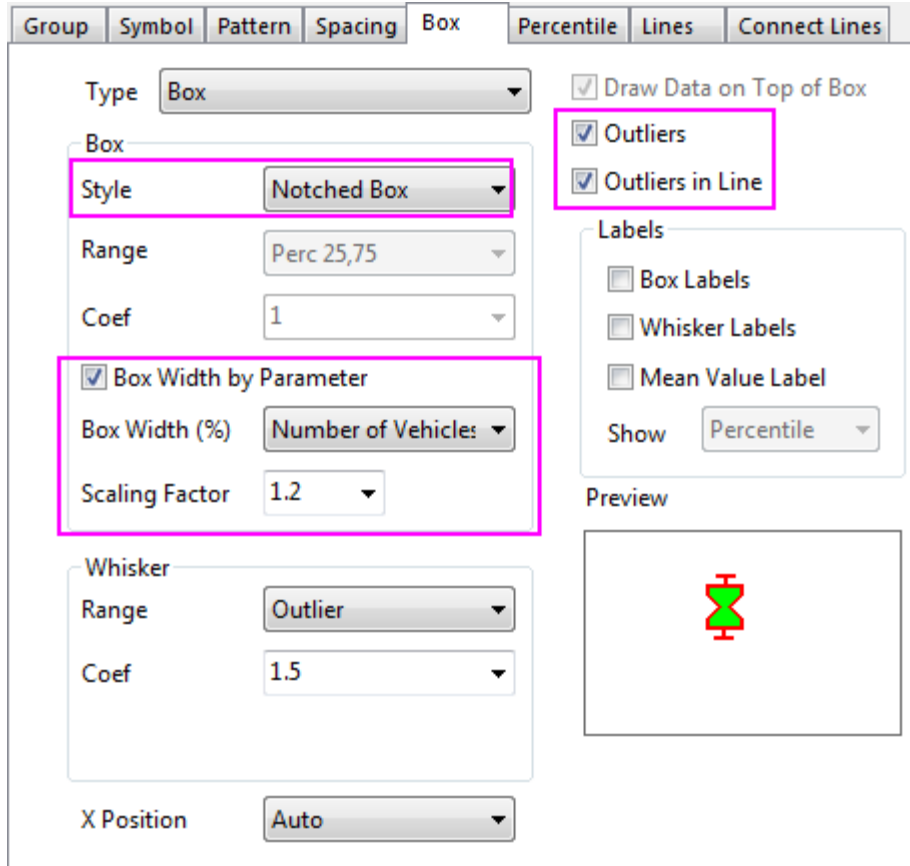 Group Symbol Pattern Spacing Box Percentile Lines Connect Lines
Type Box
Box
Style Notched Box
Range Perc 25,75
Coef 1
Box Width by Parameter
Box Width (%) Number of Vehicles
Scaling Factor 1.2
Whisker
Range Outlier
Coef 1.5
X Position Auto
Draw Data on Top of Box
Outliers
Outliers in Line
Labels
Box Labels
Whisker Labels
Mean Value Label
Show Percentile
Preview